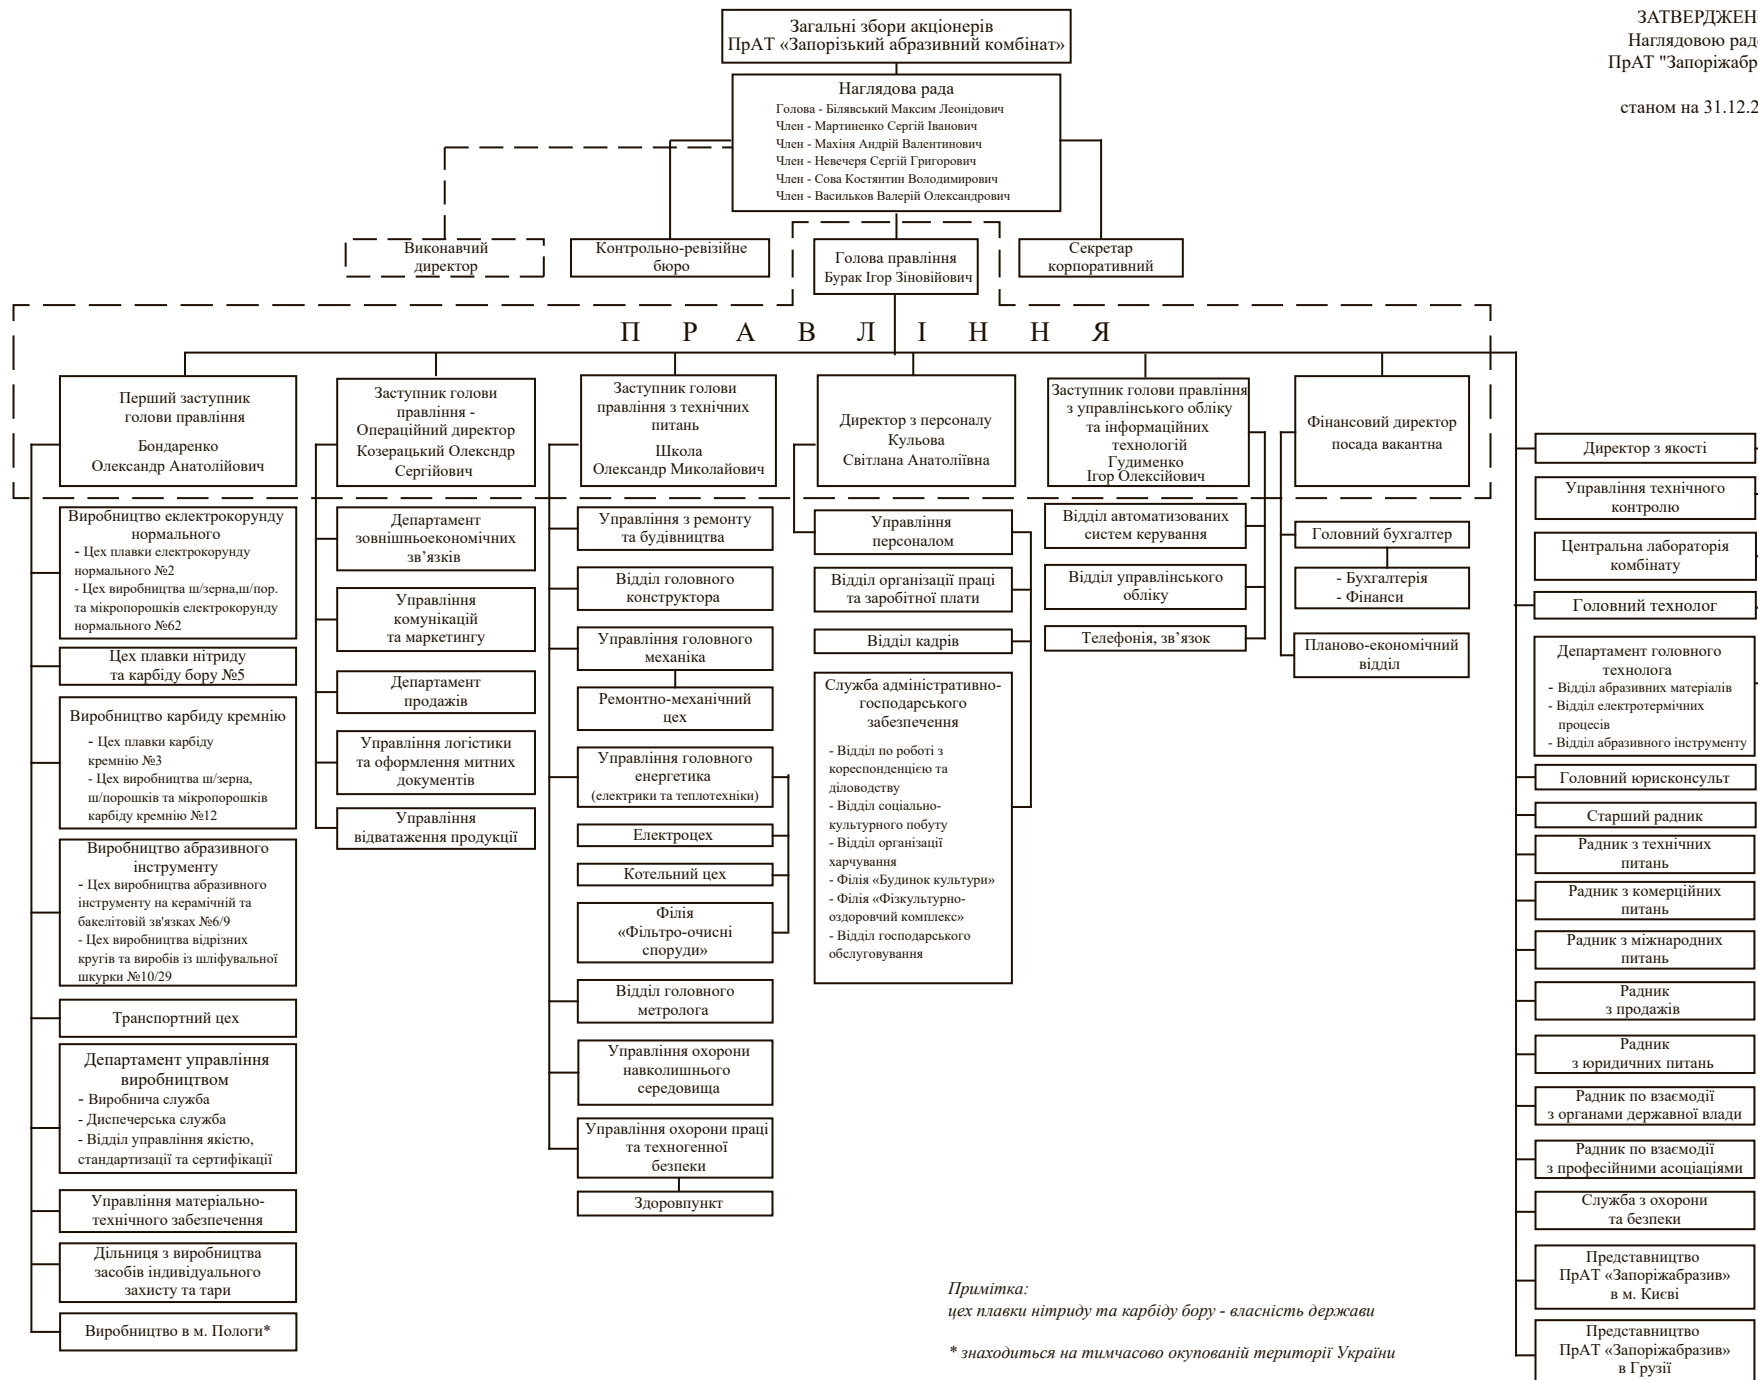 Загальні збори акціонерів
ПрАТ «Запорізький абразивний комбінат»
ЗАТВЕРДЖЕН
Наглядовою рад
ПрАТ "Запоріжабр
станом на 31.12.2
Наглядова рада
Голова - Білявський Максим Леонідович
Член - Мартиненко Сергій Іванович
Член - Махіня Андрій Валентинович
Член - Невечеря Сергій Григорович
Член - Сова Костянтин Володимирович
Член - Васильков Валерій Олександрович
Виконавчий
директор
Контрольно-ревізійне
бюро
Голова правління
Бурак Ігор Зіновійович
Секретар
корпоративний
П Р А В Л І Н Н Я
Перший заступник
голови правління
Бондаренко
Олександр Анатолійович
Заступник голови
правління -
Операційний директор
Козерацький Олекснdр
Сергійович
Заступник голови
правління з технічних
питань
Школа
Олександр Миколайович
Директор з персоналу
Кульова
Світлана Анатоліївна
Заступник голови правління
з управлінського обліку
та інформаційних
технологій
Гудименко
Ігор Олексійович
Фінансовий директор
посада вакантна
Виробництво еклектрокорунду
нормального
- Цех плавки електрокорунду
нормального №2
- Цех виробництва ш/зерна,ш/пор.
та мікропорошків електрокорунду
нормального №62
Цех плавки нітриду
та карбіду бору №5
Виробництво карбиду кремнію
- Цех плавки карбіду
кремнію №3
- Цех виробництва ш/зерна,
ш/порошків та мікропорошків
карбіду кремнію №12
Виробництво абразивного
інструменту
- Цех виробництва абразивного
інструменту на керамічній та
бакелітовій зв'язках №6/9
- Цех виробництва відрізних
кругів та виробів із шліфувальної
шкурки №10/29
Транспортний цех
Департамент управління
виробництвом
- Виробнича служба
- Диспечерська служба
- Відділ управління якістю,
стандартизації та сертифікації
Управління матеріально-
технічного забезпечення
Дільниця з виробництва
засобів індивідуального
захисту та тари
Виробництво в м. Пологи*
Департамент
зовнішньоекономічних
зв’язків
Управління
комунікацій
та маркетингу
Департамент
продажів
Управління логістики
та оформлення митних
документів
Управління
відватаження продукції
Управління з ремонту
та будівництва
Відділ головного
конструктора
Управління головного
механіка
Ремонтно-механічний
цех
Управління головного
енергетика
(електрики та теплотехніки)
Електроцех
Котельний цех
Філія
«Фільтро-очисні
споруди»
Відділ головного
метролога
Управління охорони
навколишнього
середовища
Управління охорони праці
та техногенної
безпеки
Здоровпункт
Управління
персоналом
Відділ організації праці
та заробітної плати
Відділ кадрів
Служба адміністративно-
господарського
забезпечення
- Відділ по роботі з
кореспонденцією та
діловодству
- Відділ соціально-
культурного побуту
- Відділ організації
харчування
- Філія «Будинок культури»
- Філія «Фізкультурно-
оздоровчий комплекс»
- Відділ господарського
обслуговування
Відділ автоматизованих
систем керування
Відділ управлінського
обліку
Телефонія, зв’язок
Головний бухгалтер
- Бухгалтерія
- Фінанси
Планово-економічний
відділ
Директор з якості
Управління технічного
контролю
Центральна лабораторія
комбінату
Головний технолог
Департамент головного
технолога
- Відділ абразивних матеріалів
- Відділ електротермічних
процесів
- Відділ абразивного інструменту
Головний юрисконсульт
Старший радник
Радник з технічних
питань
Радник з комерційних
питань
Радник з міжнародних
питань
Радник
з продажів
Радник
з юридичних питань
Радник по взаємодії
з органами державної влади
Радник по взаємодії
з професійними асоціаціями
Служба з охорони
та безпеки
Представництво
ПрАТ «Запоріжабразив»
в м. Києві
Представництво
ПрАТ «Запоріжабразив»
в Грузії
Примітка:
цех плавки нітриду та карбіду бору - власність держави
* знаходиться на тимчасово окупованій території України